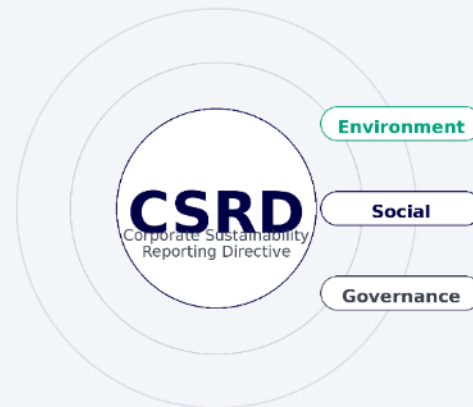 CSRD
Corporate Sustainability
Reporting Directive
Environment
Social
Governance